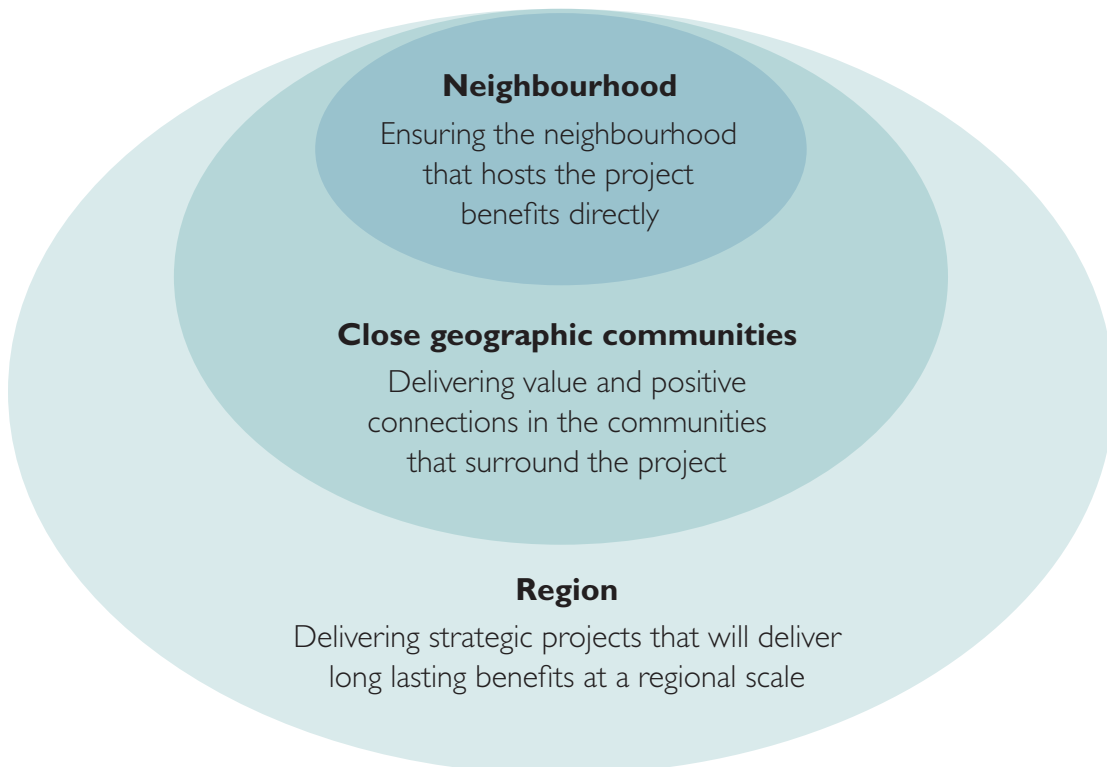 Neighbourhood
Ensuring the neighbourhood
that hosts the project
benefits directly
Close geographic communities
Delivering value and positive
connections in the communities
that surround the project
Region
Delivering strategic projects that will deliver
long lasting benefits at a regional scale